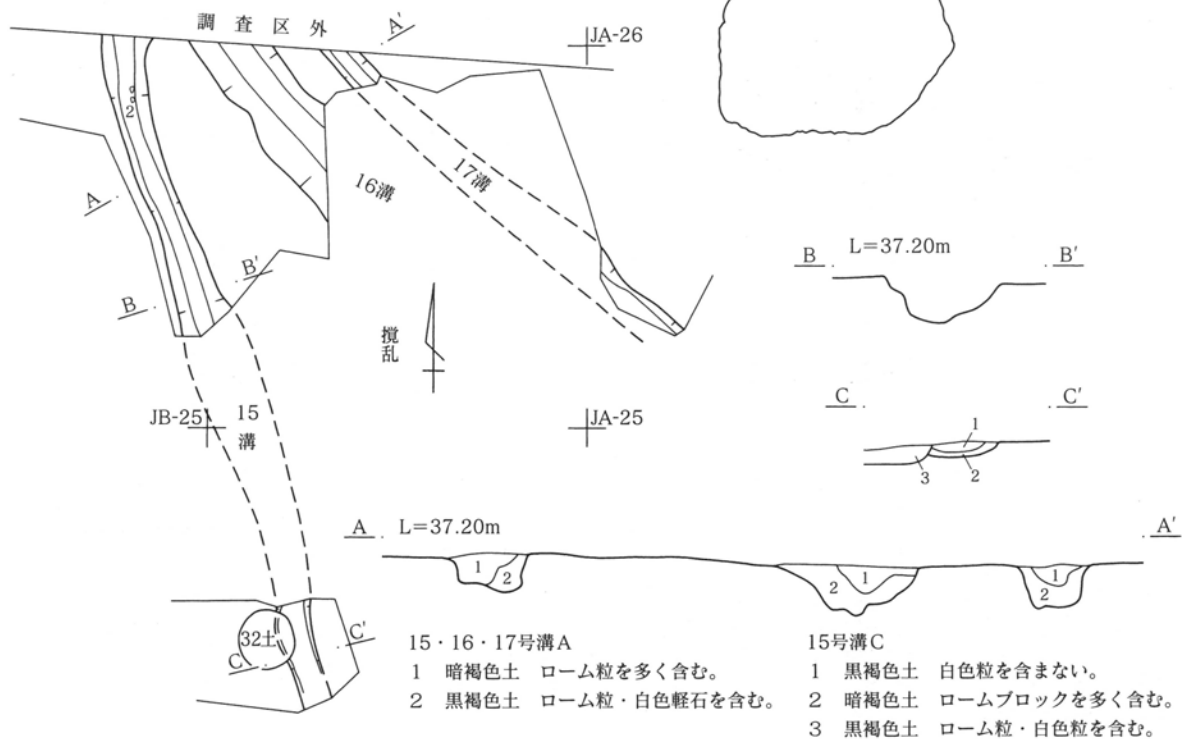 調査区外
A'
JA-26
2
17溝
16溝
A
B'
B
B
L=37.20m
B'
攪乱
C
C'
JB-25
15
溝
JA-25
1
3
2
A
L=37.20m
A'
1
2
2
1
1
2
32土
C
C'
15・16・17号溝A
1 暗褐色土 ローム粒を多く含む。
2 黒褐色土 ローム粒・白色軽石を含む。
15号溝C
1 黒褐色土 白色粒を含まない。
2 暗褐色土 ロームブロックを多く含む。
3 黒褐色土 ローム粒・白色粒を含む。